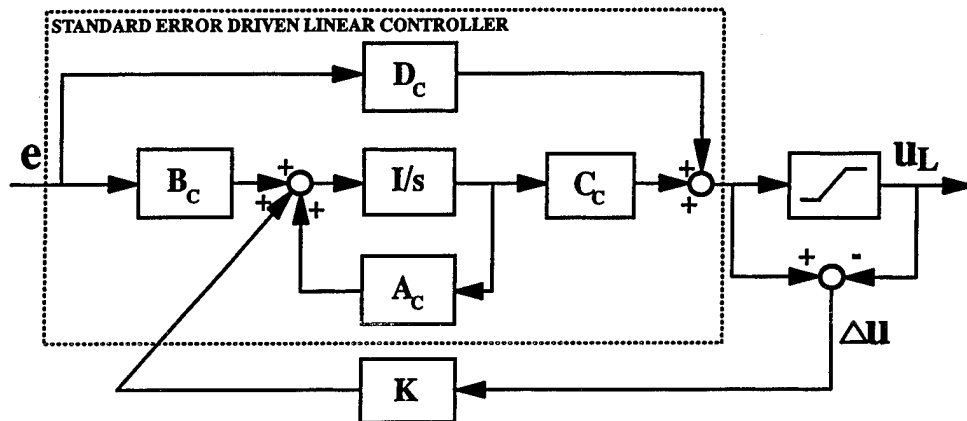 STANDARD ERROR DRIVEN LINEAR CONTROLLER
D_C
e
B_C
+
+
+
I/s
C_C
+
+
u_L
A_C
+
-
Δu
K